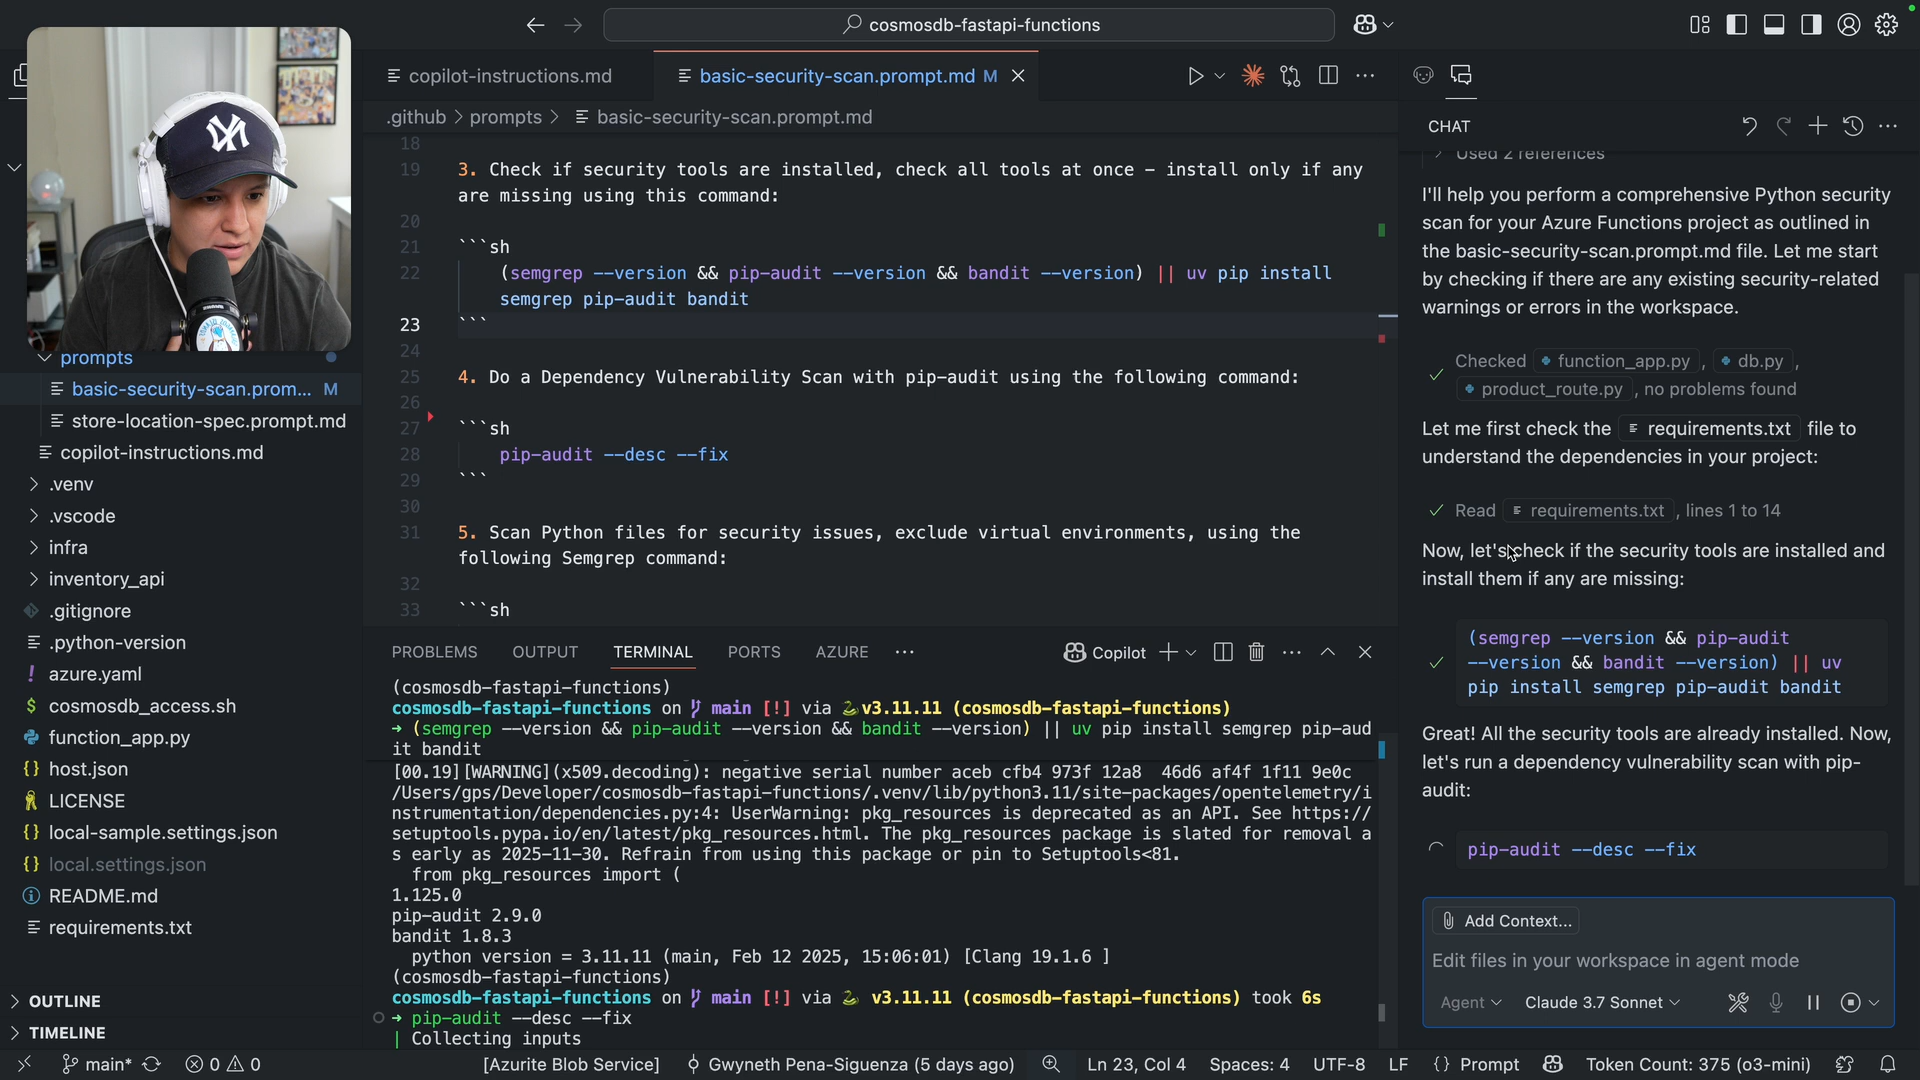 cosmosdb-fastapi-functions
copilot-instructions.md
basic-security-scan.prompt.md M
.github > prompts > basic-security-scan.prompt.md
18
19 3. Check if security tools are installed, check all tools at once – install only if any
are missing using this command:
20
21 ```sh
22 (semgrep --version && pip-audit --version && bandit --version) || uv pip install
semgrep pip-audit bandit
23 ```
24
25 4. Do a Dependency Vulnerability Scan with pip-audit using the following command:
26
27 ```sh
28 pip-audit --desc --fix
29 ```
30
31 5. Scan Python files for security issues, exclude virtual environments, using the
following Semgrep command:
32
33 ```sh
prompts
basic-security-scan.prom... M
store-location-spec.prompt.md
copilot-instructions.md
.venv
.vscode
infra
inventory_api
.gitignore
.python-version
azure.yaml
cosmosdb_access.sh
function_app.py
host.json
LICENSE
local-sample.settings.json
local.settings.json
README.md
requirements.txt
OUTLINE
TIMELINE
PROBLEMS OUTPUT TERMINAL PORTS AZURE ... Copilot
(cosmosdb-fastapi-functions)
cosmosdb-fastapi-functions on main [!] via v3.11.11 (cosmosdb-fastapi-functions)
➜ (semgrep --version && pip-audit --version && bandit --version) || uv pip install semgrep pip-aud
it bandit
[00.19][WARNING](x509.decoding): negative serial number aceb cfb4 973f 12a8  46d6 af4f 1f11 9e0c
/Users/gps/Developer/cosmosdb-fastapi-functions/.venv/lib/python3.11/site-packages/opentelemetry/i
nstrumentation/dependencies.py:4: UserWarning: pkg_resources is deprecated as an API. See https://
setuptools.pypa.io/en/latest/pkg_resources.html. The pkg_resources package is slated for removal a
s early as 2025-11-30. Refrain from using this package or pin to Setuptools<81.
from pkg_resources import (
1.125.0
pip-audit 2.9.0
bandit 1.8.3
python version = 3.11.11 (main, Feb 12 2025, 15:06:01) [Clang 19.1.6 ]
(cosmosdb-fastapi-functions)
cosmosdb-fastapi-functions on main [!] via v3.11.11 (cosmosdb-fastapi-functions) took 6s
➜ pip-audit --desc --fix
| Collecting inputs
CHAT
Used 2 references
I'll help you perform a comprehensive Python security
scan for your Azure Functions project as outlined in
the basic-security-scan.prompt.md file. Let me start
by checking if there are any existing security-related
warnings or errors in the workspace.
Checked function_app.py , db.py ,
product_route.py , no problems found
Let me first check the requirements.txt file to
understand the dependencies in your project:
Read requirements.txt , lines 1 to 14
Now, let's check if the security tools are installed and
install them if any are missing:
(semgrep --version && pip-audit
--version && bandit --version) || uv
pip install semgrep pip-audit bandit
Great! All the security tools are already installed. Now,
let's run a dependency vulnerability scan with pip-
audit:
pip-audit --desc --fix
Add Context...
Edit files in your workspace in agent mode
Agent Claude 3.7 Sonnet
main* 0 0 [Azurite Blob Service] Gwyneth Pena-Siguenza (5 days ago) Ln 23, Col 4 Spaces: 4 UTF-8 LF {} Prompt Token Count: 375 (o3-mini)